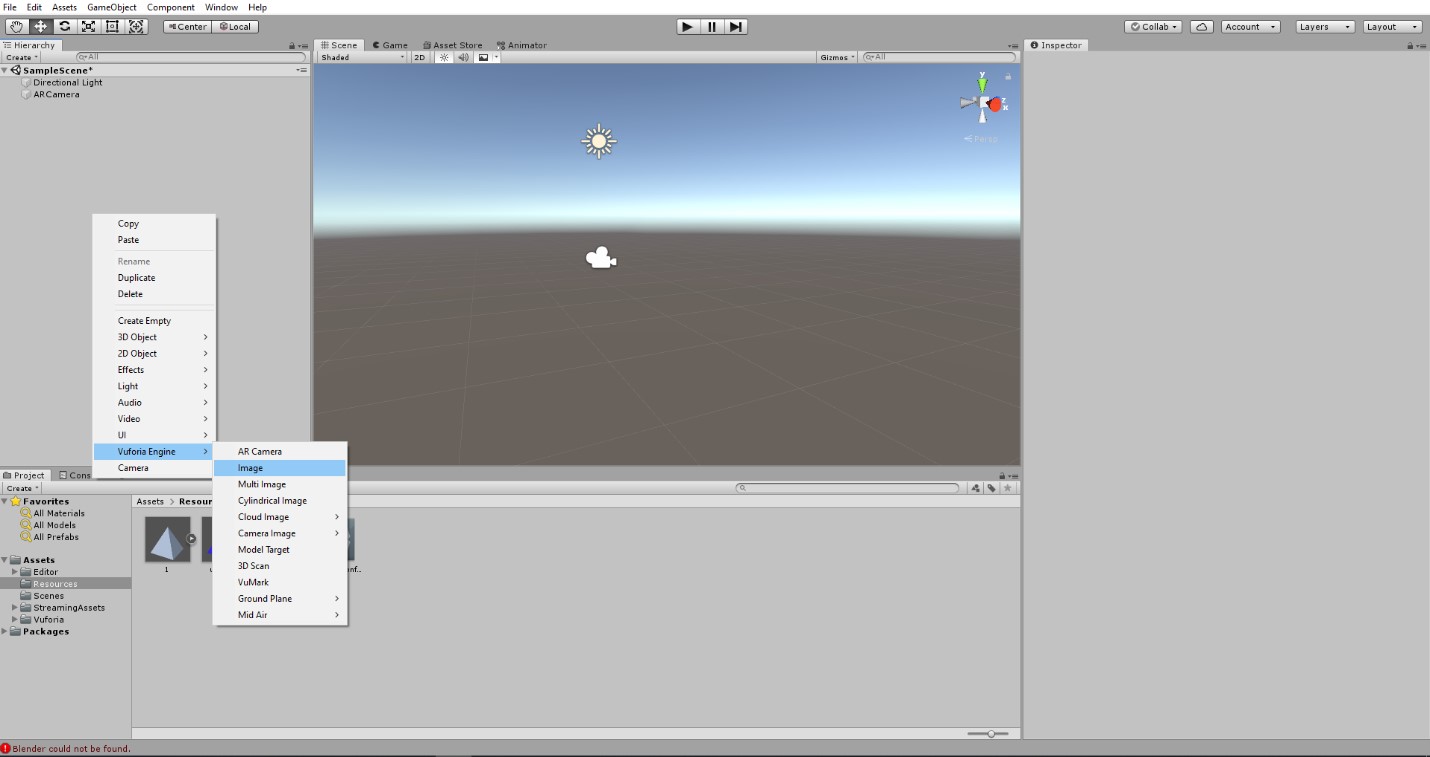 File Edit Assets GameObject Component Window Help
Center Local
Collab Account Layers Layout
Hierarchy
Create All
SampleScene*
Directional Light
ARCamera
Scene Game Asset Store Animator
Shaded 2D Gizmos All
y
z
x
Persp
Inspector
Copy
Paste
Rename
Duplicate
Delete
Create Empty
3D Object
2D Object
Effects
Light
Audio
Video
UI
Vuforia Engine
Camera
AR Camera
Image
Multi Image
Cylindrical Image
Cloud Image
Camera Image
Model Target
3D Scan
VuMark
Ground Plane
Mid Air
Project Cons
Create
Favorites
All Materials
All Models
All Prefabs
Assets
Editor
Resources
Scenes
StreamingAssets
Vuforia
Packages
Assets > Resour
1
Blender could not be found.